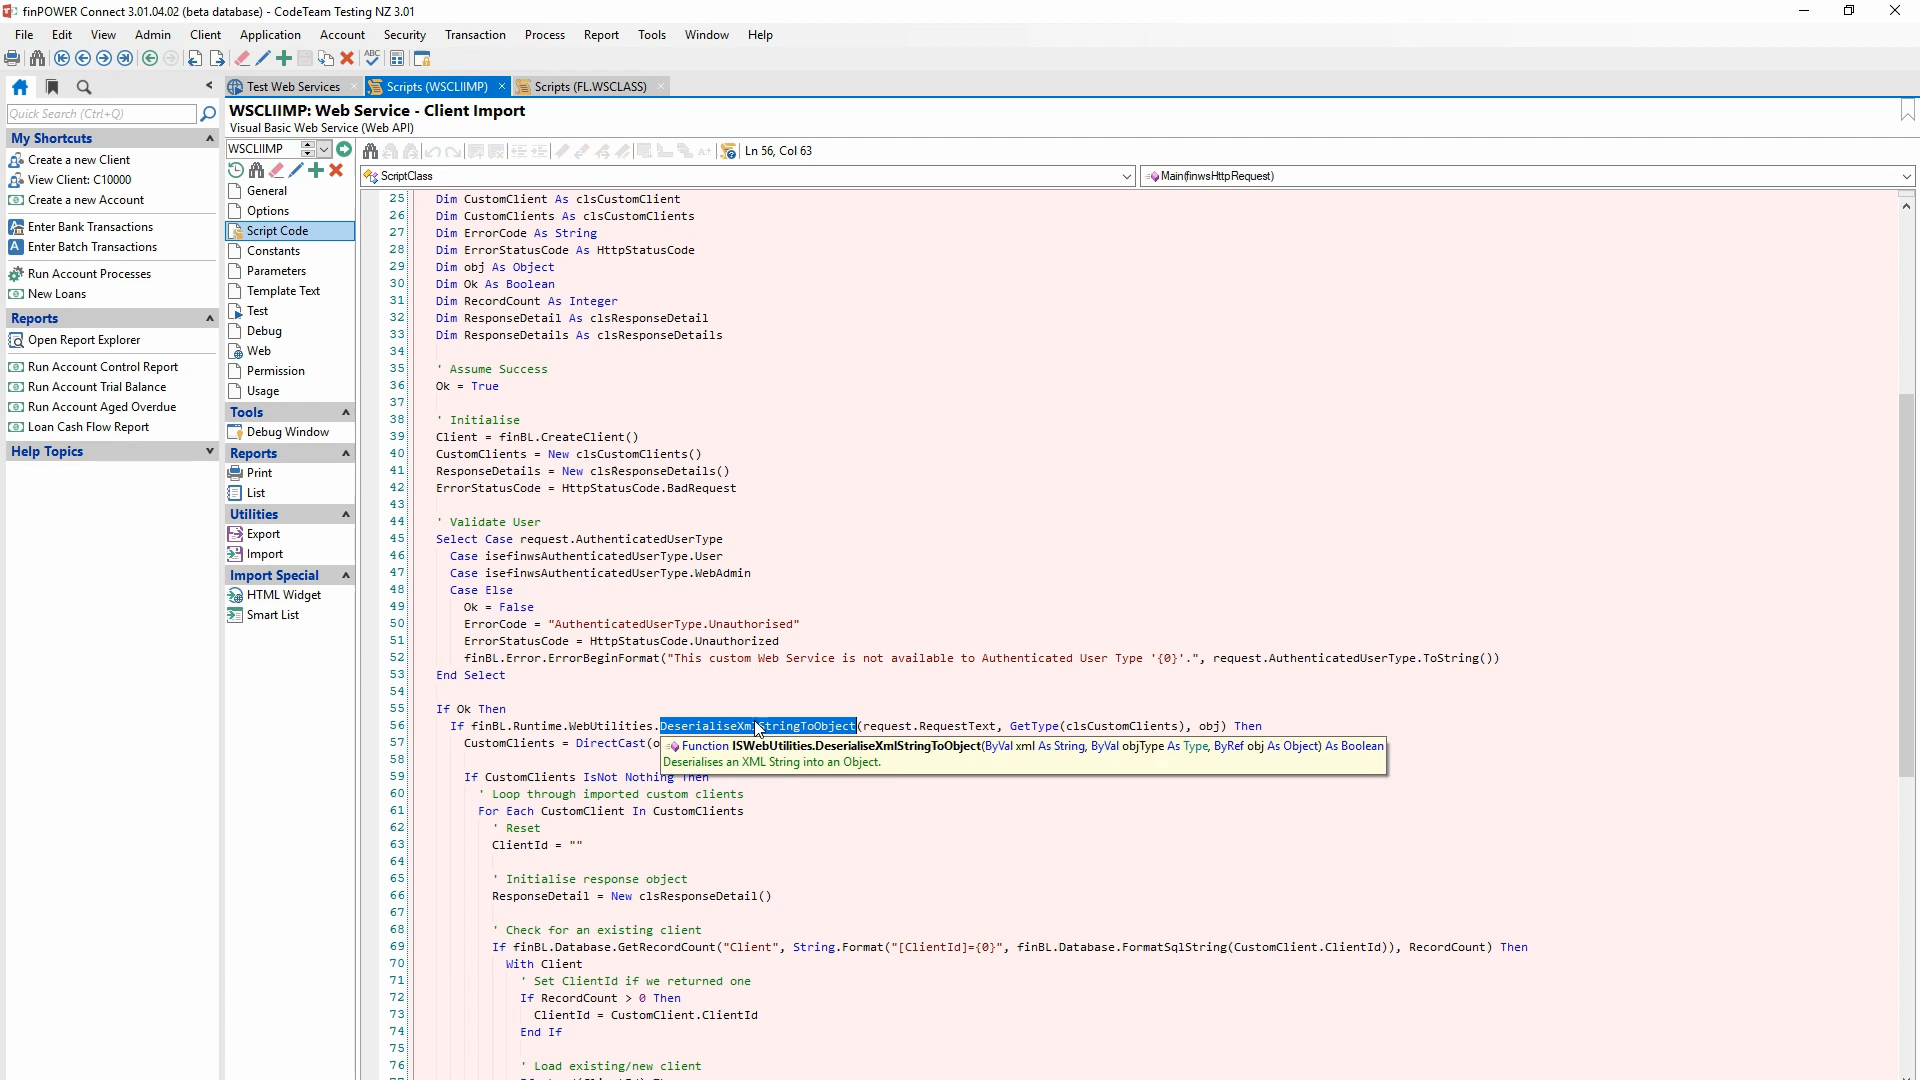 finPOWER Connect 3.01.04.02 (beta database) - CodeTeam Testing NZ 3.01
File Edit View Admin Client Application Account Security Transaction Process Report Tools Window Help
Test Web Services Scripts (WSCLIIMP) Scripts (FL.WSCLASS)
Quick Search (Ctrl+Q)
My Shortcuts
Create a new Client
View Client: C10000
Create a new Account
Enter Bank Transactions
Enter Batch Transactions
Run Account Processes
New Loans
Reports
Open Report Explorer
Run Account Control Report
Run Account Trial Balance
Run Account Aged Overdue
Loan Cash Flow Report
Help Topics
WSCLIIMP: Web Service - Client Import
Visual Basic Web Service (Web API)
WSCLIIMP
General
Options
Script Code
Constants
Parameters
Template Text
Test
Debug
Web
Permission
Usage
Tools
Debug Window
Reports
Print
List
Utilities
Export
Import
Import Special
HTML Widget
Smart List
Ln 56, Col 63
ScriptClass Main(finwsHttpRequest)
25 Dim CustomClient As clsCustomClient
26 Dim CustomClients As clsCustomClients
27 Dim ErrorCode As String
28 Dim ErrorStatusCode As HttpStatusCode
29 Dim obj As Object
30 Dim Ok As Boolean
31 Dim RecordCount As Integer
32 Dim ResponseDetail As clsResponseDetail
33 Dim ResponseDetails As clsResponseDetails
34
35 ' Assume Success
36 Ok = True
37
38 ' Initialise
39 Client = finBL.CreateClient()
40 CustomClients = New clsCustomClients()
41 ResponseDetails = New clsResponseDetails()
42 ErrorStatusCode = HttpStatusCode.BadRequest
43
44 ' Validate User
45 Select Case request.AuthenticatedUserType
46 Case isefinwsAuthenticatedUserType.User
47 Case isefinwsAuthenticatedUserType.WebAdmin
48 Case Else
49 Ok = False
50 ErrorCode = "AuthenticatedUserType.Unauthorised"
51 ErrorStatusCode = HttpStatusCode.Unauthorized
52 finBL.Error.ErrorBeginFormat("This custom Web Service is not available to Authenticated User Type '{0}'.", request.AuthenticatedUserType.ToString())
53 End Select
54
55 If Ok Then
56 If finBL.Runtime.WebUtilities.DeserialiseXmlStringToObject(request.RequestText, GetType(clsCustomClients), obj) Then
57 CustomClients = DirectCast(o
Function ISWebUtilities.DeserialiseXmlStringToObject(ByVal xml As String, ByVal objType As Type, ByRef obj As Object) As Boolean
Deserialises an XML String into an Object.
58
59 If CustomClients IsNot Nothing Then
60 ' Loop through imported custom clients
61 For Each CustomClient In CustomClients
62 ' Reset
63 ClientId = ""
64
65 ' Initialise response object
66 ResponseDetail = New clsResponseDetail()
67
68 ' Check for an existing client
69 If finBL.Database.GetRecordCount("Client", String.Format("[ClientId]={0}", finBL.Database.FormatSqlString(CustomClient.ClientId)), RecordCount) Then
70 With Client
71 ' Set ClientId if we returned one
72 If RecordCount > 0 Then
73 ClientId = CustomClient.ClientId
74 End If
75
76 ' Load existing/new client